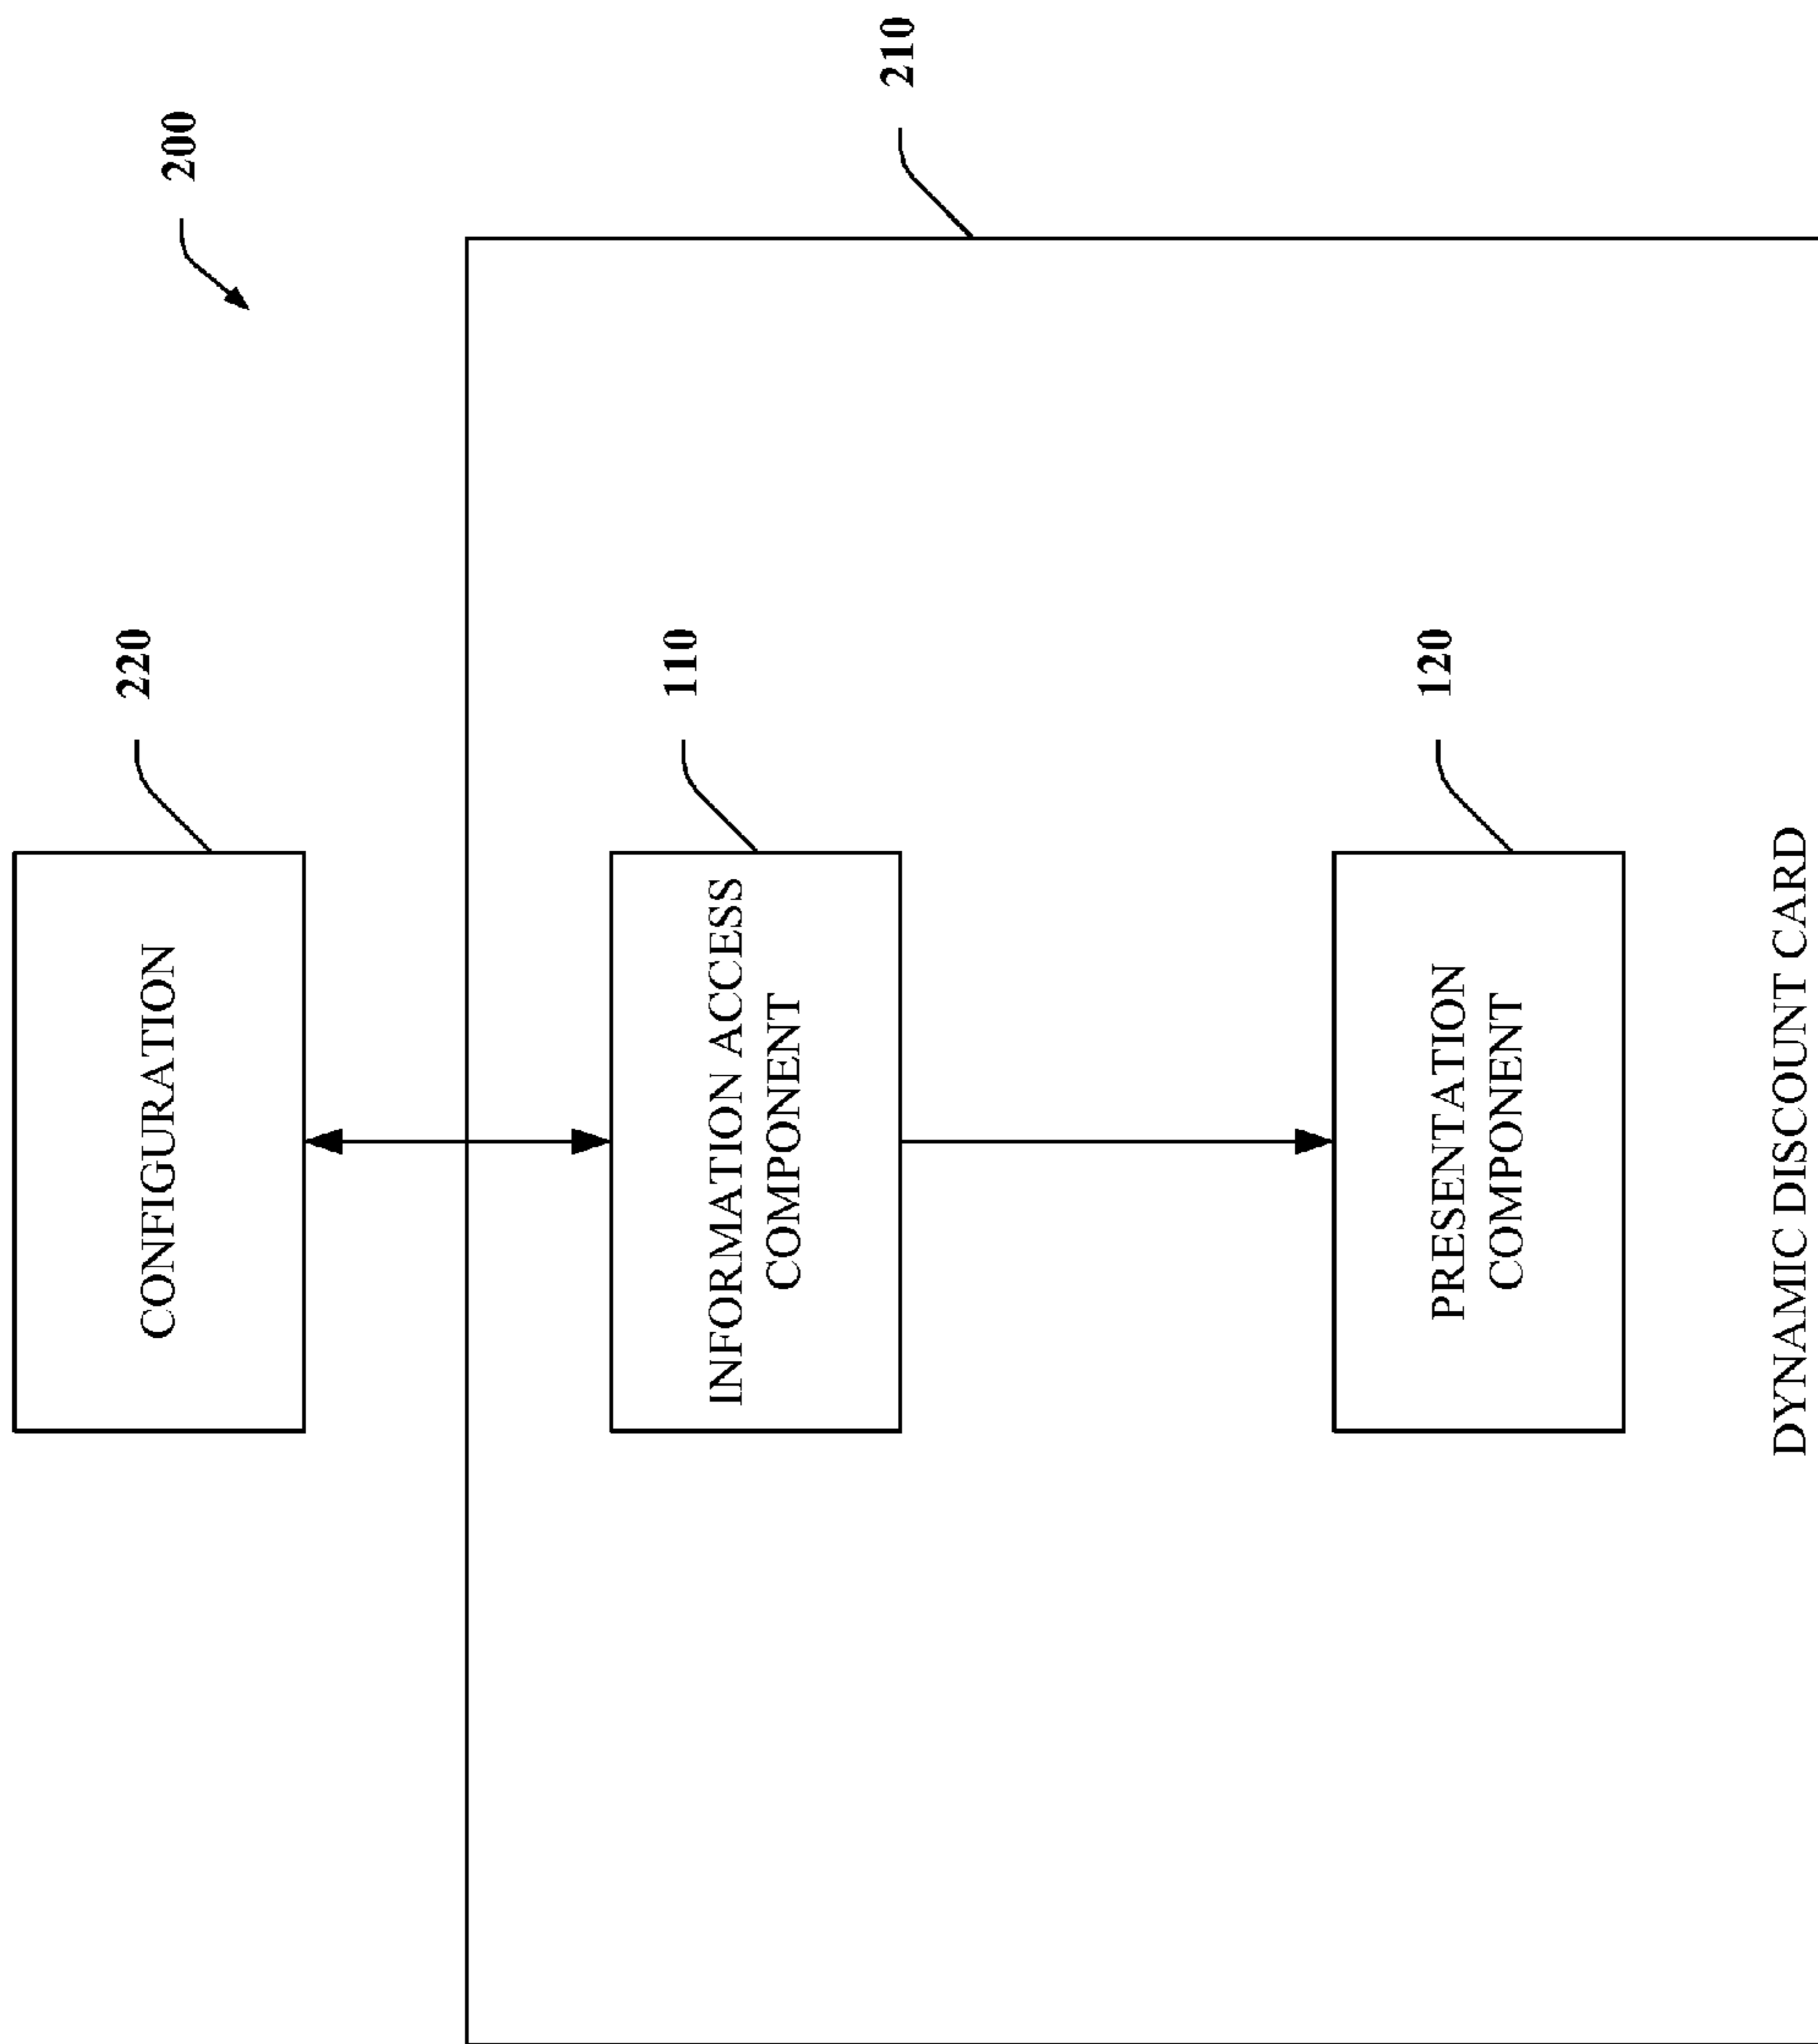 200
220
CONFIGURATION
210
110
INFORMATION ACCESS
COMPONENT
120
PRESENTATION
COMPONENT
DYNAMIC DISCOUNT CARD